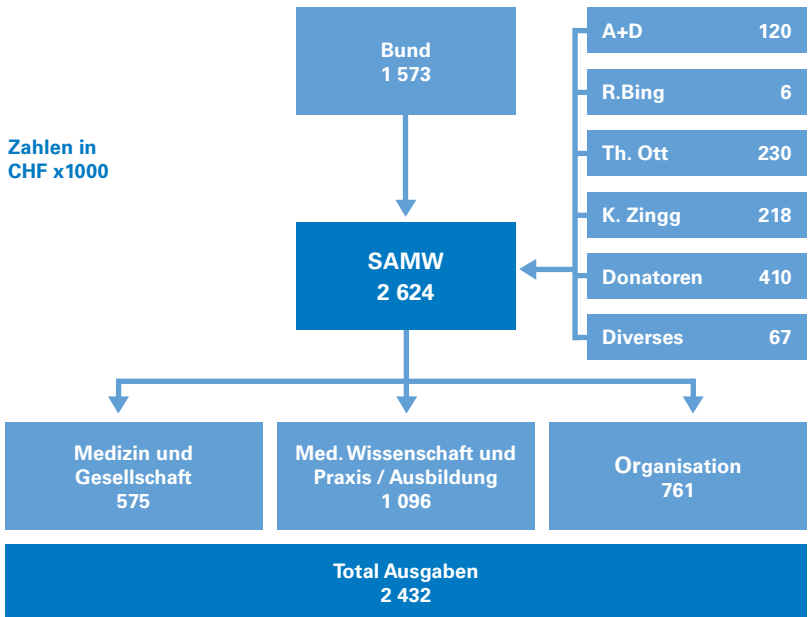 Bund
1 573
A+D 120
R.Bing 6
Th. Ott 230
K. Zingg 218
Donatoren 410
Diverses 67
Zahlen in
CHF x1000
SAMW
2 624
Medizin und
Gesellschaft
575
Med. Wissenschaft und
Praxis / Ausbildung
1 096
Organisation
761
Total Ausgaben
2 432